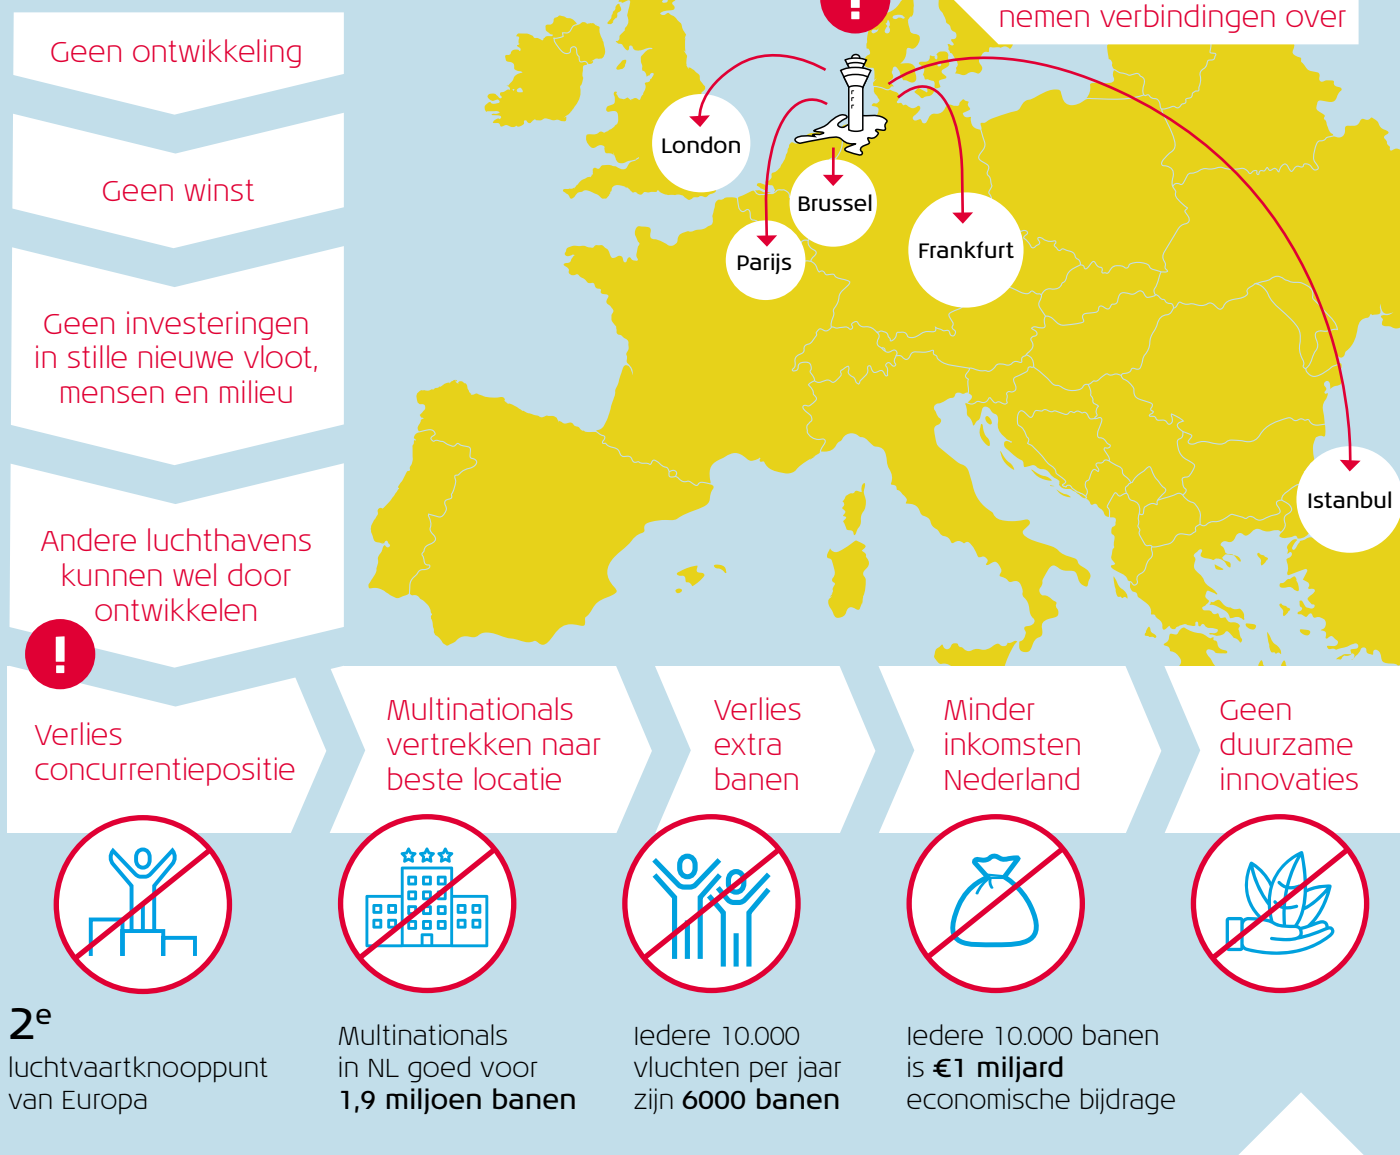 nemen verbindingen over
!
Geen ontwikkeling
Geen winst
Geen investeringen
in stille nieuwe vloot,
mensen en milieu
Andere luchthavens
kunnen wel door
ontwikkelen
London
Brussel
Parijs
Frankfurt
Istanbul
!
Verlies
concurrentiepositie
Multinationals
vertrekken naar
beste locatie
Verlies
extra
banen
Minder
inkomsten
Nederland
Geen
duurzame
innovaties
2e
luchtvaartknooppunt
van Europa
Multinationals
in NL goed voor
1,9 miljoen banen
Iedere 10.000
vluchten per jaar
zijn 6000 banen
Iedere 10.000 banen
is €1 miljard
economische bijdrage